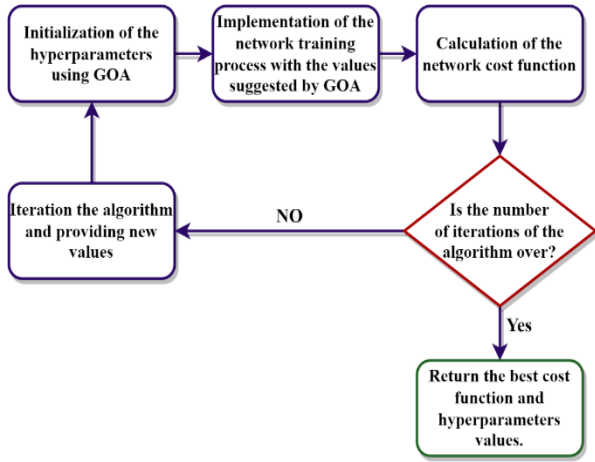 Initialization of the
hyperparameters
using GOA
Implementation of the
network training
process with the values
suggested by GOA
Calculation of the
network cost function
Is the number
of iterations of the
algorithm over?
NO
Iteration the algorithm
and providing new
values
Yes
Return the best cost
function and
hyperparameters
values.